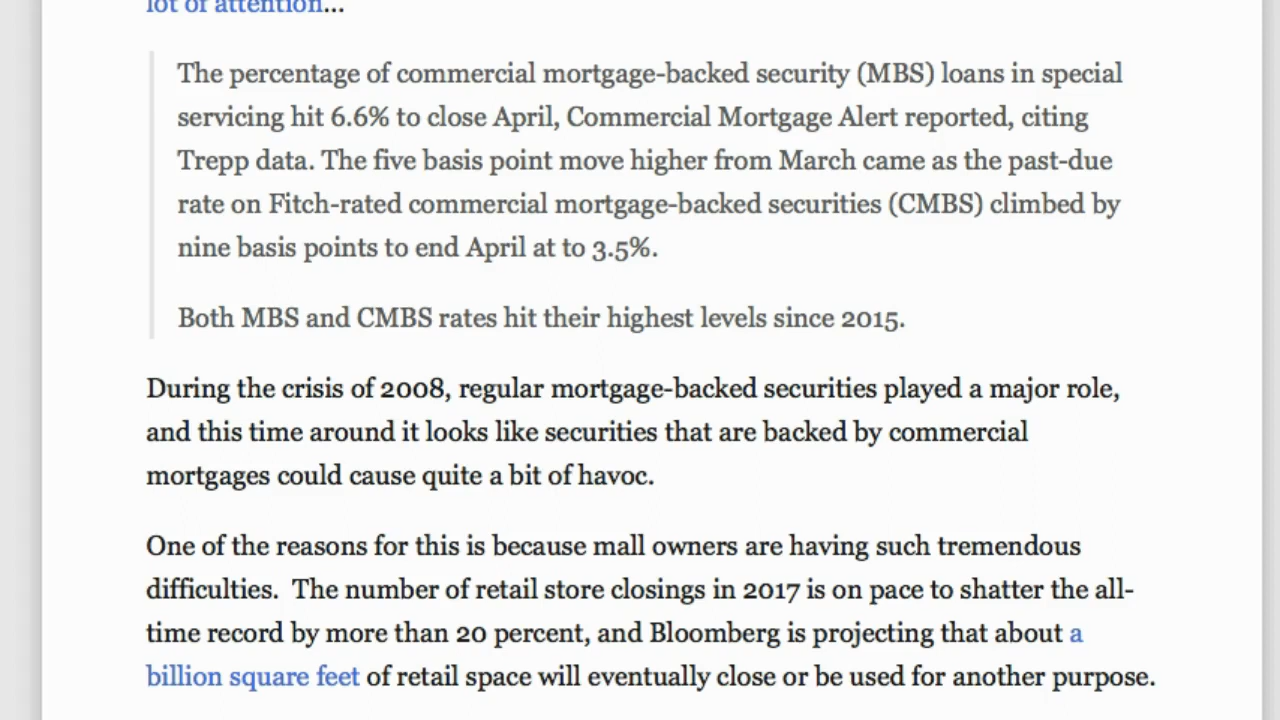 lot of attention...
The percentage of commercial mortgage-backed security (MBS) loans in special
servicing hit 6.6% to close April, Commercial Mortgage Alert reported, citing
Trepp data. The five basis point move higher from March came as the past-due
rate on Fitch-rated commercial mortgage-backed securities (CMBS) climbed by
nine basis points to end April at to 3.5%.
Both MBS and CMBS rates hit their highest levels since 2015.
During the crisis of 2008, regular mortgage-backed securities played a major role,
and this time around it looks like securities that are backed by commercial
mortgages could cause quite a bit of havoc.
One of the reasons for this is because mall owners are having such tremendous
difficulties.  The number of retail store closings in 2017 is on pace to shatter the all-
time record by more than 20 percent, and Bloomberg is projecting that about a
billion square feet of retail space will eventually close or be used for another purpose.